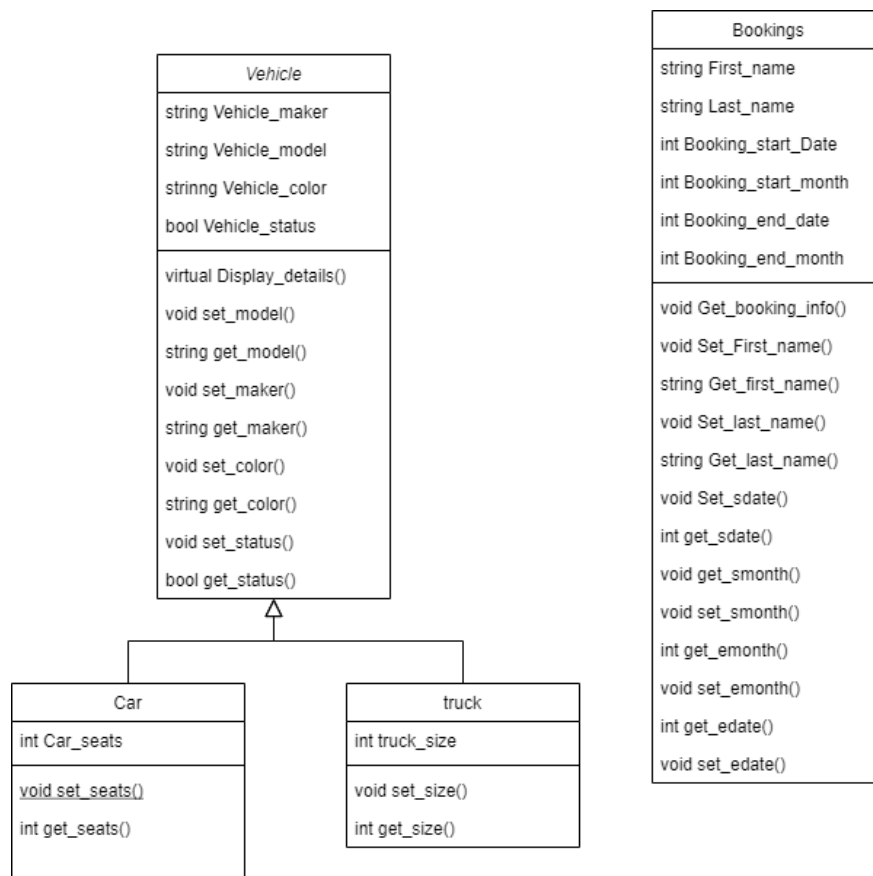 Vehicle
string Vehicle_maker
string Vehicle_model
strinng Vehicle_color
bool Vehicle_status
virtual Display_details()
void set_model()
string get_model()
void set_maker()
string get_maker()
void set_color()
string get_color()
void set_status()
bool get_status()
Car
int Car_seats
void set_seats()
int get_seats()
truck
int truck_size
void set_size()
int get_size()
Bookings
string First_name
string Last_name
int Booking_start_Date
int Booking_start_month
int Booking_end_date
int Booking_end_month
void Get_booking_info()
void Set_First_name()
string Get_first_name()
void Set_last_name()
string Get_last_name()
void Set_sdate()
int get_sdate()
void get_smonth()
void set_smonth()
int get_emonth()
void set_emonth()
int get_edate()
void set_edate()